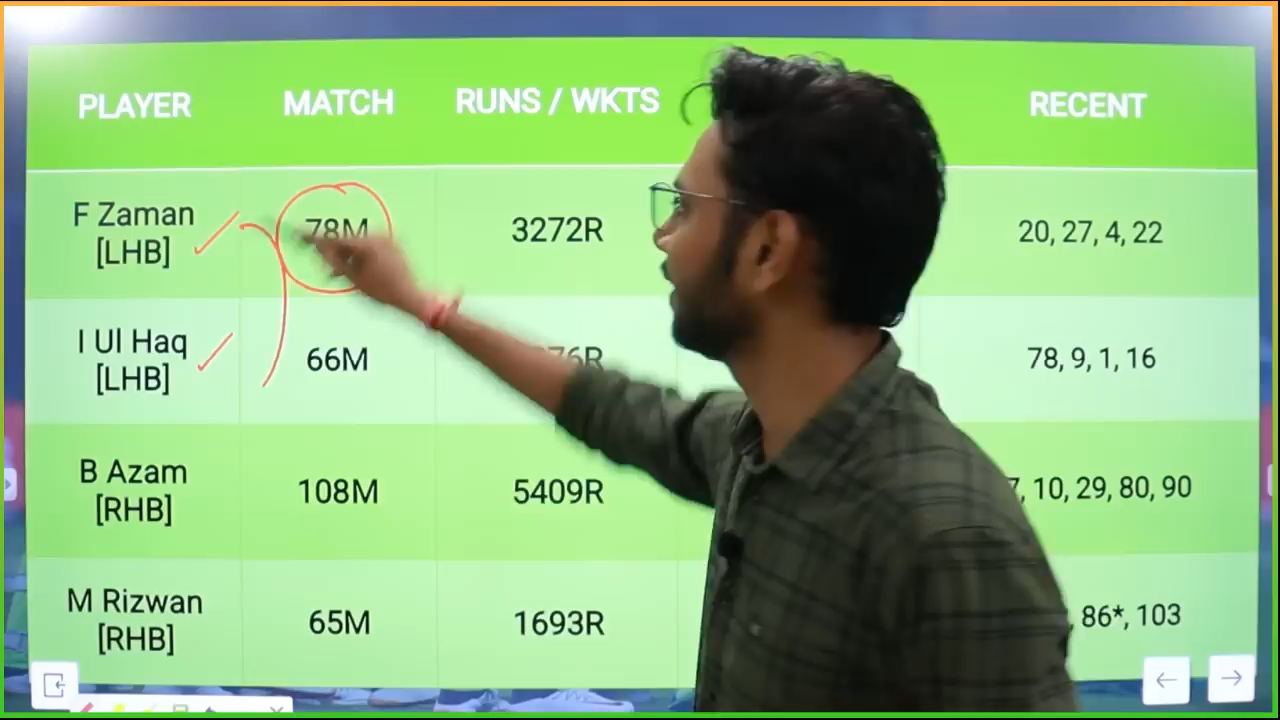 PLAYER MATCH RUNS / WKTS RECENT
F Zaman
[LHB]
78M 3272R 20, 27, 4, 22
I Ul Haq
[LHB]
66M 78, 9, 1, 16
B Azam
[RHB]
108M 5409R 10, 29, 80, 90
M Rizwan
[RHB]
65M 1693R 86*, 103